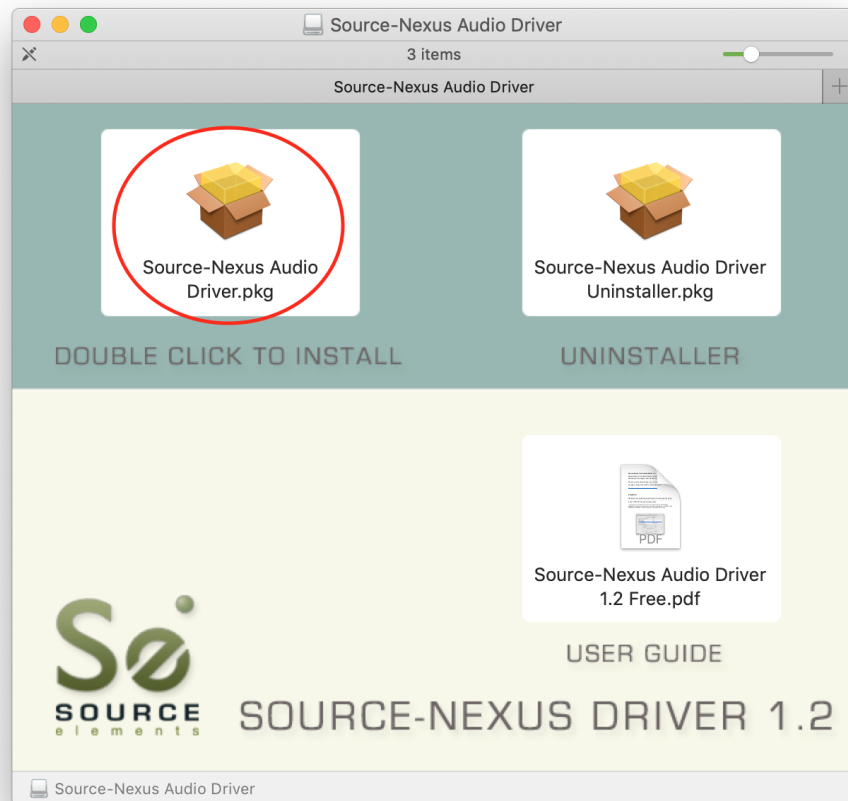 Source-Nexus Audio Driver
3 items
Source-Nexus Audio Driver
Source-Nexus Audio
Driver.pkg
Source-Nexus Audio Driver
Uninstaller.pkg
DOUBLE CLICK TO INSTALL
UNINSTALLER
PDF
Source-Nexus Audio Driver
1.2 Free.pdf
USER GUIDE
Se
SOURCE
elements
SOURCE-NEXUS DRIVER 1.2
Source-Nexus Audio Driver